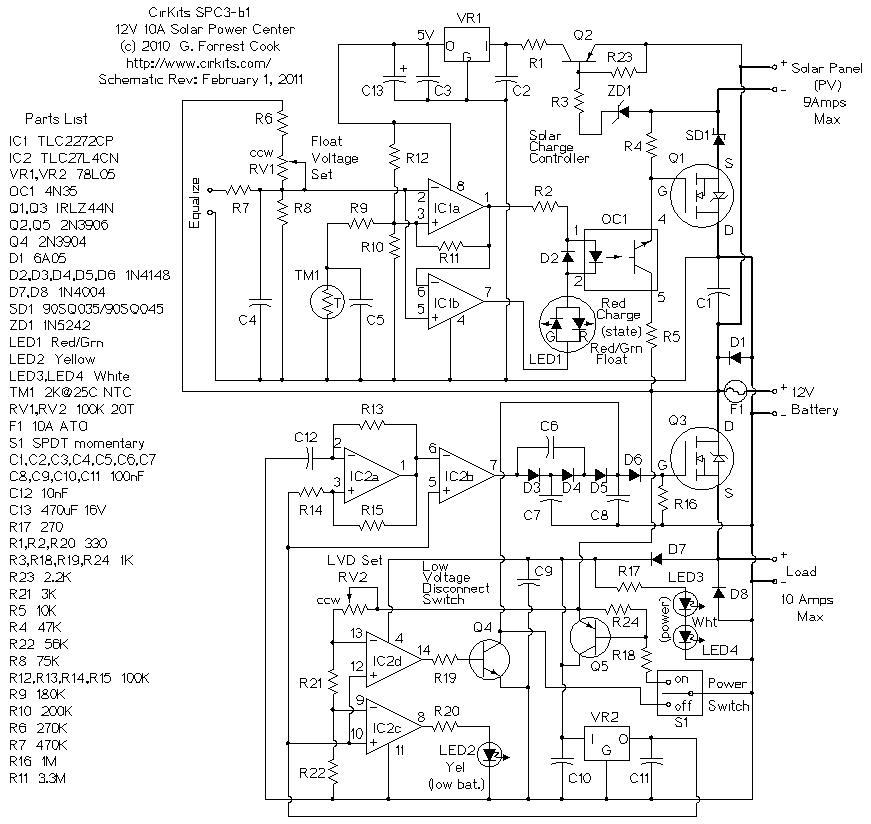 CirKits SPC3-b1
12V 10A Solar Power Center
(c) 2010 G. Forrest Cook
http://www.cirkits.com/
Schematic Rev: February 1, 2011
Parts List
IC1 TLC2272CP
IC2 TLC27L4CN
VR1,VR2 78L05
OC1 4N35
Q1,Q3 IRLZ44N
Q2,Q5 2N3906
Q4 2N3904
D1 6A05
D2,D3,D4,D5,D6 1N4148
D7,D8 1N4004
SD1 90SQ035/90SQ045
ZD1 1N5242
LED1 Red/Grn
LED2 Yellow
LED3,LED4 White
TM1 2K@25C NTC
RV1,RV2 100K 20T
F1 10A ATO
S1 SPDT momentary
C1,C2,C3,C4,C5,C6,C7
C8,C9,C10,C11 100nF
C12 10nF
C13 470uF 16V
R17 270
R1,R2,R20 330
R3,R18,R19,R24 1K
R23 2.2K
R21 3K
R5 10K
R4 47K
R22 56K
R8 75K
R12,R13,R14,R15 100K
R9 180K
R10 200K
R6 270K
R7 470K
R16 1M
R11 3.3M
VR1
5V
O
I
G
C13
+
C3
C2
R1
Q2
R23
R3
ZD1
+
Solar Panel
(PV)
-
9Amps
Max
R6
ccw
RV1
Float
Voltage
Set
R12
Solar
Charge
Controller
R4
SD1
Q1
S
G
D
Equalize
R7
R8
R9
R10
-
2
3
+
8
1
IC1a
R2
R11
OC1
4
1
2
5
D2
TM1
T
C4
C5
-
6
5
+
IC1b
7
4
LED1
G
R
Red
Charge
(state)
Red/Grn
Float
R5
C1
D1
F1
+
12V
Battery
-
R13
C12
-
2
3
+
IC2a
1
R14
R15
-
6
5
+
IC2b
7
C6
D3
D4
D5
D6
C7
C8
Q3
D
G
S
R16
LVD Set
RV2
ccw
Low
Voltage
Disconnect
Switch
C9
D7
R17
LED3
(power)
Wht
LED4
D8
+
Load
-
10 Amps
Max
-
13
12
+
4
IC2d
14
R19
Q4
Q5
R24
R18
on
off
S1
Power
Switch
R21
-
9
10
+
IC2c
8
11
R20
LED2
Yel
(low bat.)
R22
VR2
I
O
G
C10
C11